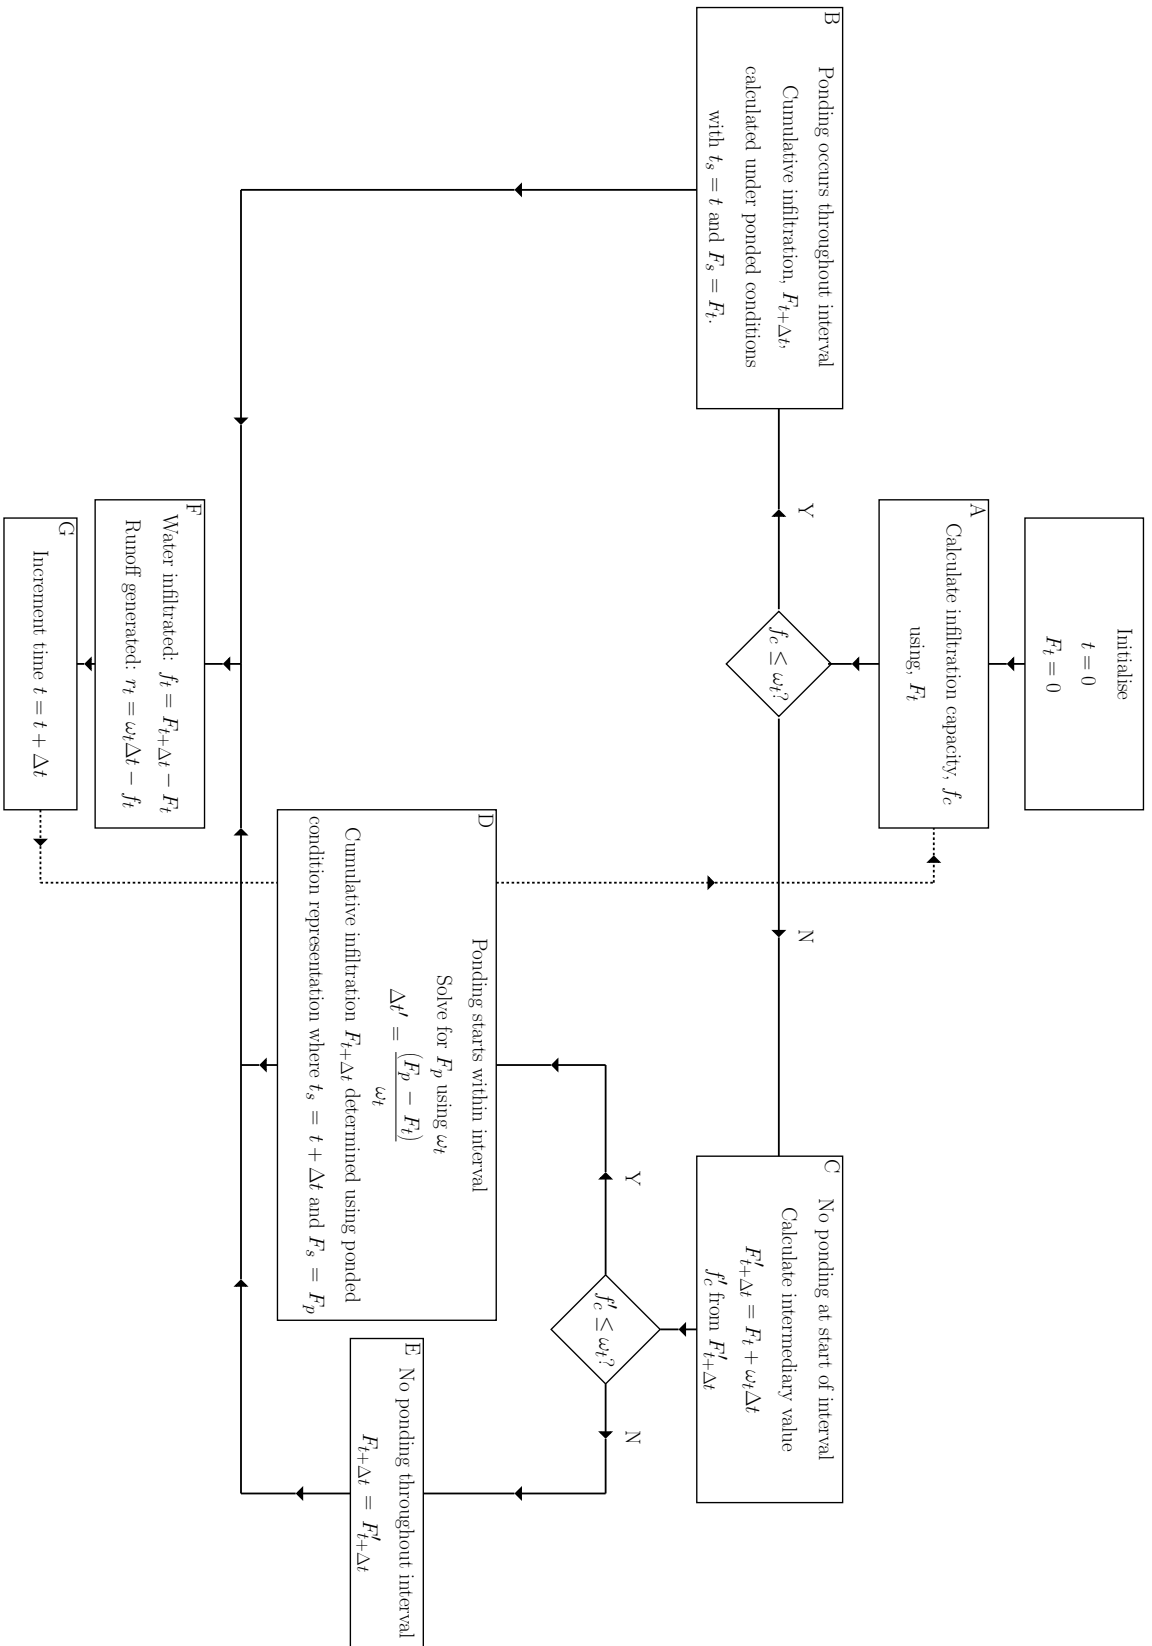 Initialise
t = 0
F_t = 0
A
Calculate infiltration capacity, f_c
using, F_t
f_c ≤ ω_t?
Y
N
B
Ponding occurs throughout interval
Cumulative infiltration, F_{t+Δt},
calculated under ponded conditions
with t_s = t and F_s = F_t.
C
No ponding at start of interval
Calculate intermediary value
F'_{t+Δt} = F_t + ω_tΔt
f'_c from F'_{t+Δt}
f'_c ≤ ω_t?
Y
N
D
Ponding starts within interval
Solve for F_p using ω_t
Δt' = (F_p − F_t)
ω_t
Cumulative infiltration F_{t+Δt} determined using ponded
condition representation where t_s = t + Δt and F_s = F_p
E
No ponding throughout interval
F_{t+Δt} = F'_{t+Δt}
F
Water infiltrated: f_t = F_{t+Δt} − F_t
Runoff generated: r_t = ω_tΔt − f_t
G
Increment time t = t + Δt